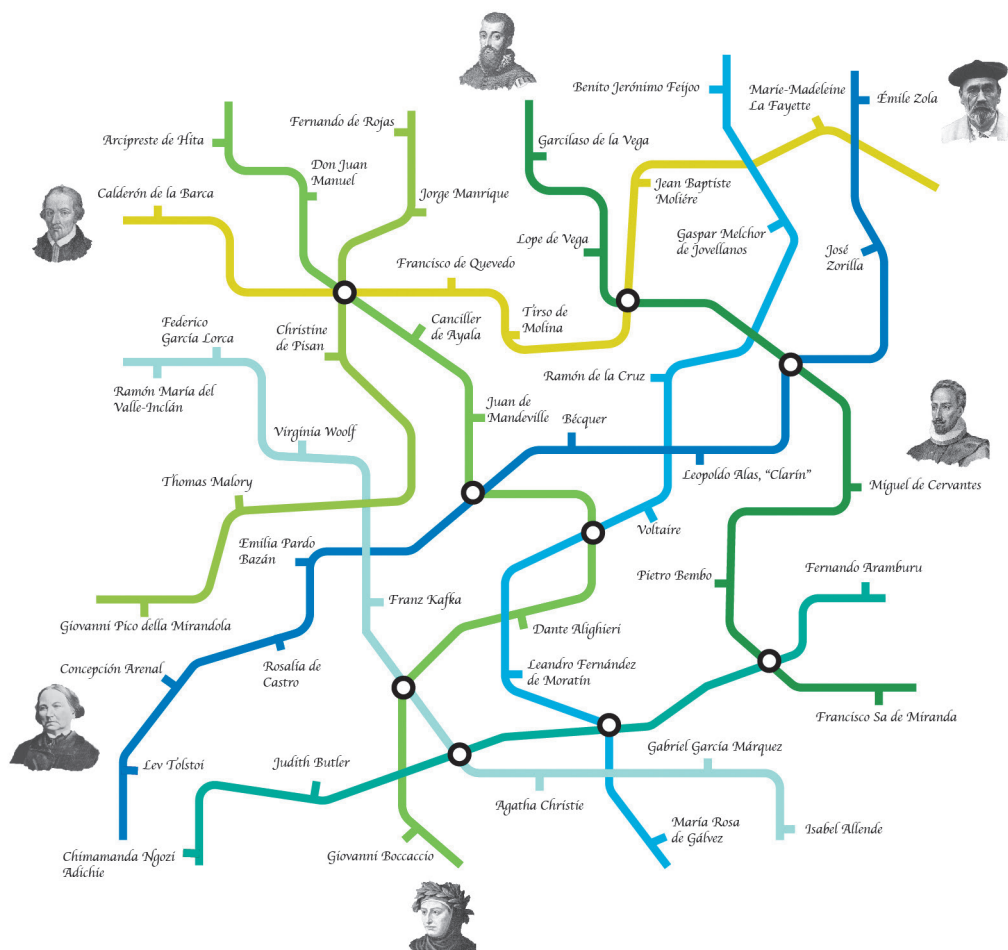 Benito Jerónimo Feijoo
Marie-Madeleine
La Fayette
Émile Zola
Fernando de Rojas
Arcipreste de Hita
Garcilaso de la Vega
Don Juan
Manuel
Calderón de la Barca
Jorge Manrique
Jean Baptiste
Moliére
Gaspar Melchor
de Jovellanos
Lope de Vega
José
Zorilla
Francisco de Quevedo
Federico
García Lorca
Christine
de Pisan
Canciller
de Ayala
Tirso de
Molina
Ramón María del
Valle-Inclán
Ramón de la Cruz
Juan de
Mandeville
Bécquer
Virginia Woolf
Leopoldo Alas, “Clarín”
Thomas Malory
Miguel de Cervantes
Voltaire
Emilia Pardo
Bazán
Pietro Bembo
Fernando Aramburu
Franz Kafka
Giovanni Pico della Mirandola
Dante Alighieri
Concepción Arenal
Rosalía de
Castro
Leandro Fernández
de Moratín
Francisco Sa de Miranda
Gabriel García Márquez
Lev Tolstoi
Judith Butler
Agatha Christie
María Rosa
de Gálvez
Isabel Allende
Chimamanda Ngozi
Adichie
Giovanni Boccaccio